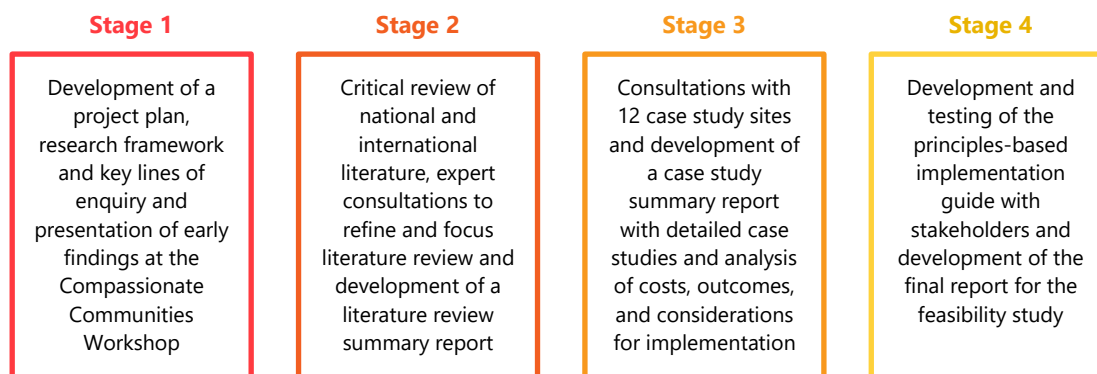 Stage 1
Development of a
project plan,
research framework
and key lines of
enquiry and
presentation of early
findings at the
Compassionate
Communities
Workshop
Stage 2
Critical review of
national and
international
literature, expert
consultations to
refine and focus
literature review and
development of a
literature review
summary report
Stage 3
Consultations with
12 case study sites
and development of
a case study
summary report
with detailed case
studies and analysis
of costs, outcomes,
and considerations
for implementation
Stage 4
Development and
testing of the
principles-based
implementation
guide with
stakeholders and
development of the
final report for the
feasibility study